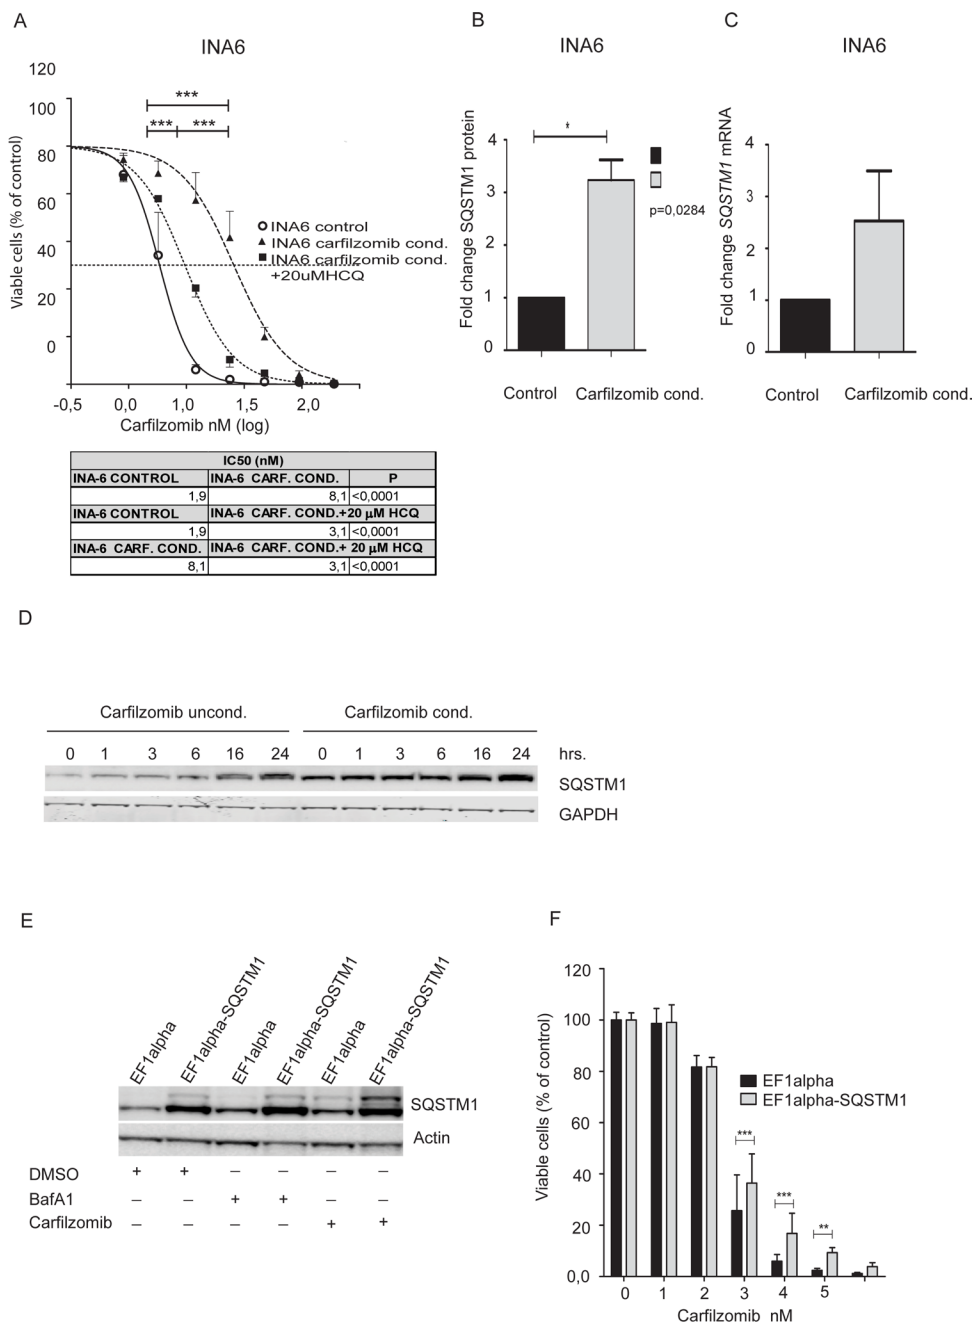 A
INA6
120
100
80
60
40
20
0
Viable cells (% of control)
***
*** ***
INA6 control
INA6 carfilzomib cond.
INA6 carfilzomib cond.
+20uMHCQ
-0,5 0,0 1,0 1,0 2,0
Carfilzomib nM (log)
IC50 (nM)
INA-6 CONTROL INA-6 CARF. COND. P
1,9 8,1 <0,0001
INA-6 CONTROL INA-6 CARF. COND.+20 µM HCQ
1,9 3,1 <0,0001
INA-6 CARF. COND. INA-6 CARF. COND.+ 20 µM HCQ
8,1 3,1 <0,0001
B
INA6
Fold change SQSTM1 protein
4
3
2
1
0
*
p=0,0284
Control Carfilzomib cond.
C
INA6
Fold change SQSTM1 mRNA
4
3
2
1
0
Control Carfilzomib cond.
D
Carfilzomib uncond. Carfilzomib cond.
0 1 3 6 16 24 0 1 3 6 16 24 hrs.
SQSTM1
GAPDH
E
EF1alpha
EF1alpha-SQSTM1
EF1alpha
EF1alpha-SQSTM1
EF1alpha
EF1alpha-SQSTM1
SQSTM1
Actin
DMSO + + – – – –
BafA1 – – + + – –
Carfilzomib – – – – + +
F
Viable cells (% of control)
120
100
80
60
40
20
0,0
EF1alpha
EF1alpha-SQSTM1
***
***
**
0 1 2 3 4 5
Carfilzomib nM